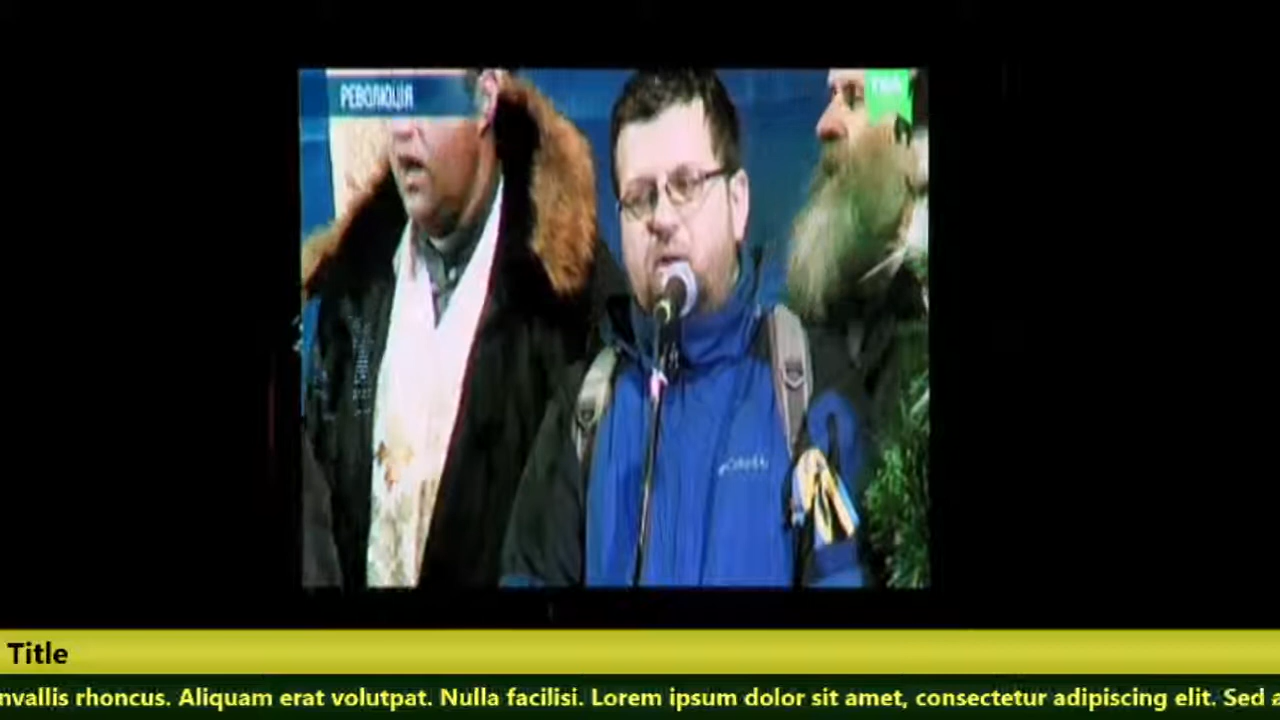 РЕВОЛЮЦІЯ
Title
nvallis rhoncus. Aliquam erat volutpat. Nulla facilisi. Lorem ipsum dolor sit amet, consectetur adipiscing elit. Sed a